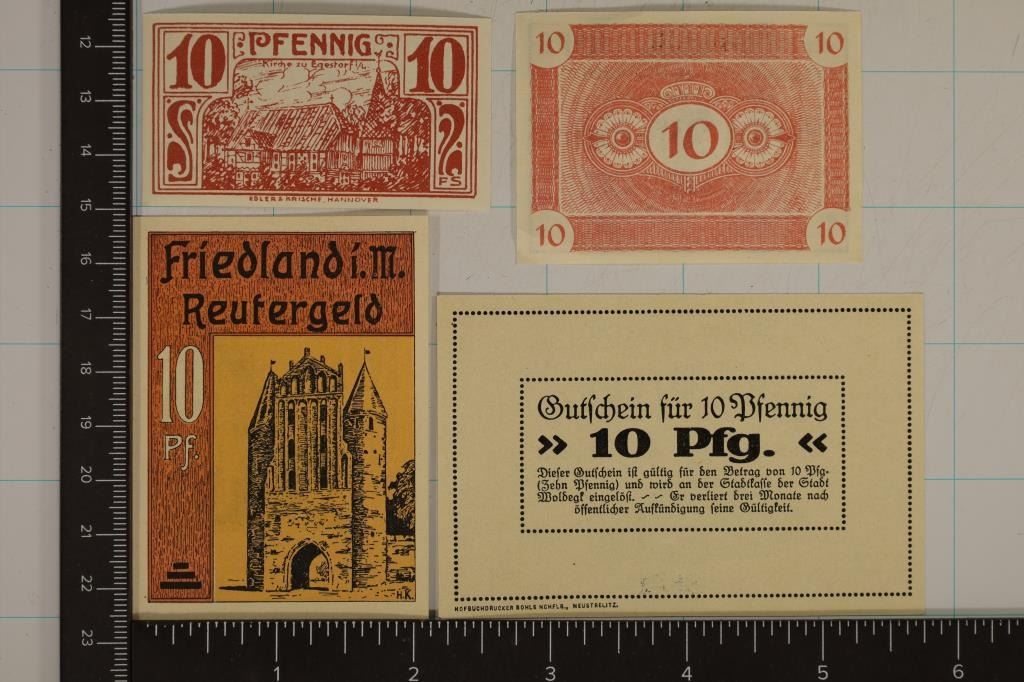 10 PFENNIG 10
Kirche zu Egestorf i/L.
FS
EDLER & KRISCHE, HANNOVER
10 10
10
10 10
Friedland i. M.
Reutergeld
10
Pf.
H.K.
Gutschein für 10 Pfennig
» 10 Pfg. «
Dieser Gutschein ist gültig für den Betrag von 10 Pfg.
(Zehn Pfennig) und wird an der Stadtkasse der Stadt
Woldegk eingelöst. ~ ~ Er verliert drei Monate nach
öffentlicher Aufkündigung seine Gültigkeit.
HOFBUCHDRUCKER BOHLS NCHFLG., NEUSTRELITZ.
12
13
14
15
16
17
18
19
20
21
22
23
1 2 3 4 5 6